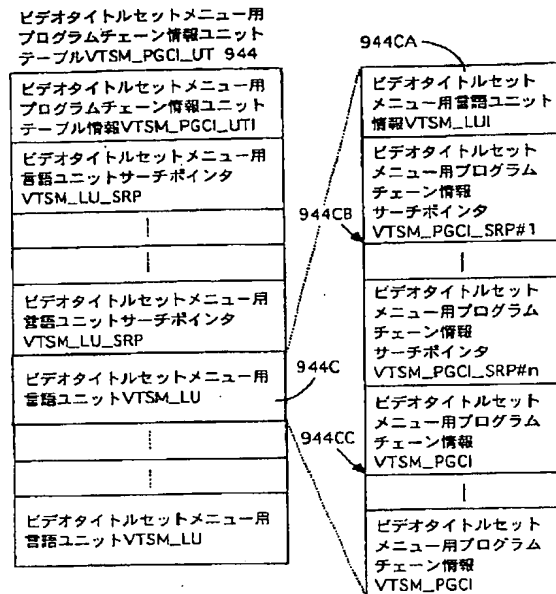 ビデオタイトルセットメニュー用
プログラムチェーン情報ユニット
テーブルVTSM_PGCI_UT 944
ビデオタイトルセットメニュー用
プログラムチェーン情報ユニット
テーブル情報VTSM_PGCI_UTI
ビデオタイトルセットメニュー用
言語ユニットサーチポインタ
VTSM_LU_SRP
ビデオタイトルセットメニュー用
言語ユニットサーチポインタ
VTSM_LU_SRP
ビデオタイトルセットメニュー用
言語ユニットVTSM_LU
ビデオタイトルセットメニュー用
言語ユニットVTSM_LU
944C
944CA
ビデオタイトルセット
メニュー用言語ユニット
情報VTSM_LUI
ビデオタイトルセット
メニュー用プログラム
チェーン情報
サーチポインタ
VTSM_PGCI_SRP#1
944CB
ビデオタイトルセット
メニュー用プログラム
チェーン情報
サーチポインタ
VTSM_PGCI_SRP#n
ビデオタイトルセット
メニュー用プログラム
チェーン情報
VTSM_PGCI
944CC
ビデオタイトルセット
メニュー用プログラム
チェーン情報
VTSM_PGCI